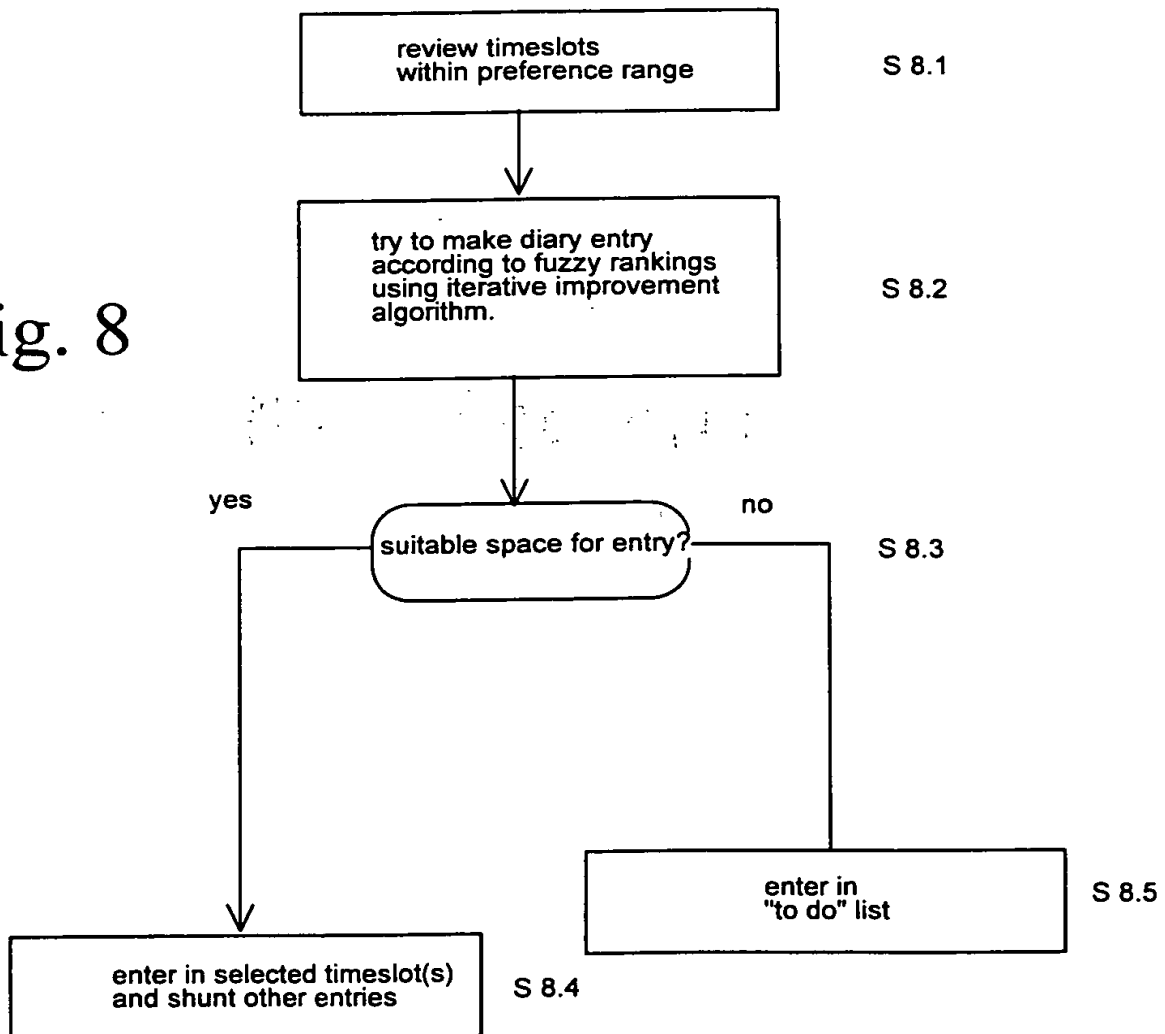 review timeslots
within preference range
S 8.1
try to make diary entry
according to fuzzy rankings
using iterative improvement
algorithm.
S 8.2
ig. 8
yes
no
suitable space for entry?
S 8.3
enter in
"to do" list
S 8.5
enter in selected timeslot(s)
and shunt other entries
S 8.4